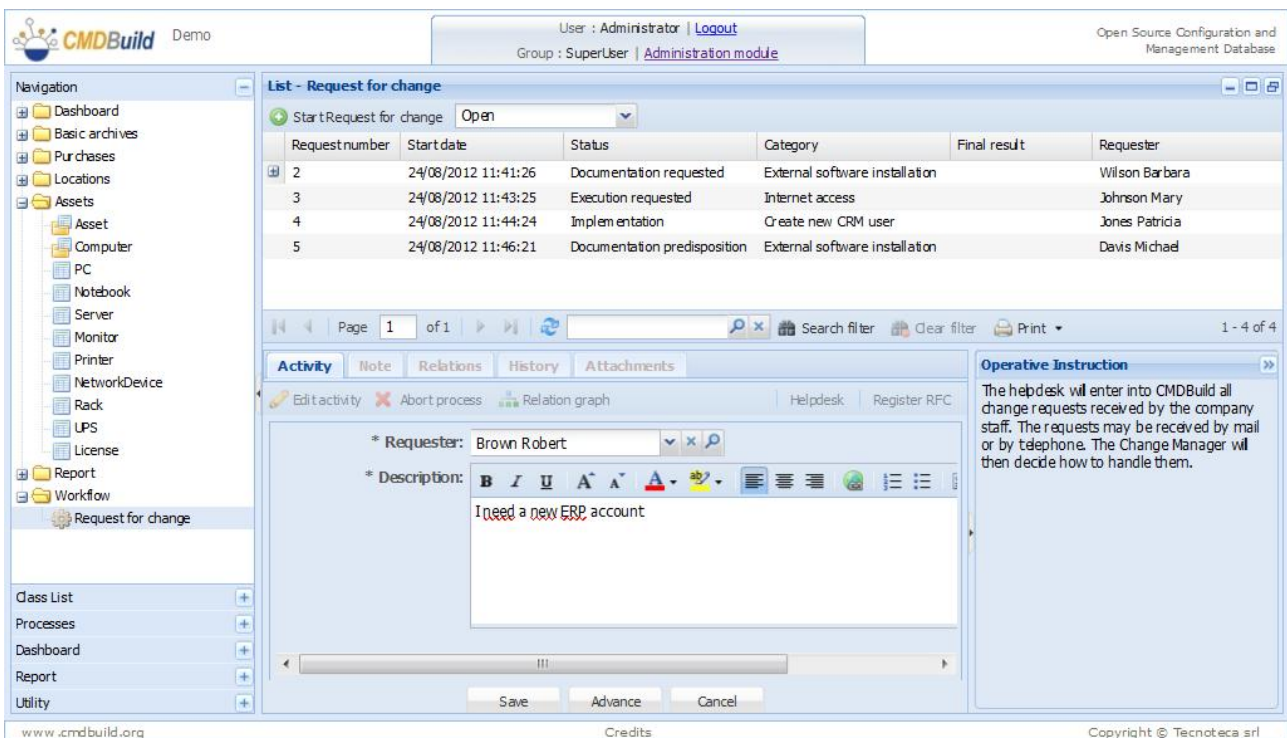 CMDBuild Demo
User : Administrator | Logout
Group : SuperUser | Administration module
Open Source Configuration and
Management Database
Navigation
Dashboard
Basic archives
Purchases
Locations
Assets
Asset
Computer
PC
Notebook
Server
Monitor
Printer
NetworkDevice
Rack
UPS
License
Report
Workflow
Request for change
Class List
Processes
Dashboard
Report
Utility
List - Request for change
Start Request for change Open
Request number Start date Status Category Final result Requester
2 24/08/2012 11:41:26 Documentation requested External software installation Wilson Barbara
3 24/08/2012 11:43:25 Execution requested Internet access Johnson Mary
4 24/08/2012 11:44:24 Implementation Create new CRM user Jones Patricia
5 24/08/2012 11:46:21 Documentation predisposition External software installation Davis Michael
Page 1 of 1 Search filter Clear filter Print 1 - 4 of 4
Activity Note Relations History Attachments
Edit activity Abort process Relation graph Helpdesk Register RFC
* Requester: Brown Robert
* Description: B I U A A A ab
I need a new ERP account
Save Advance Cancel
Operative Instruction
The helpdesk will enter into CMDBuild all
change requests received by the company
staff. The requests may be received by mail
or by telephone. The Change Manager will
then decide how to handle them.
www.cmdbuild.org Credits Copyright © Tecnoteca srl